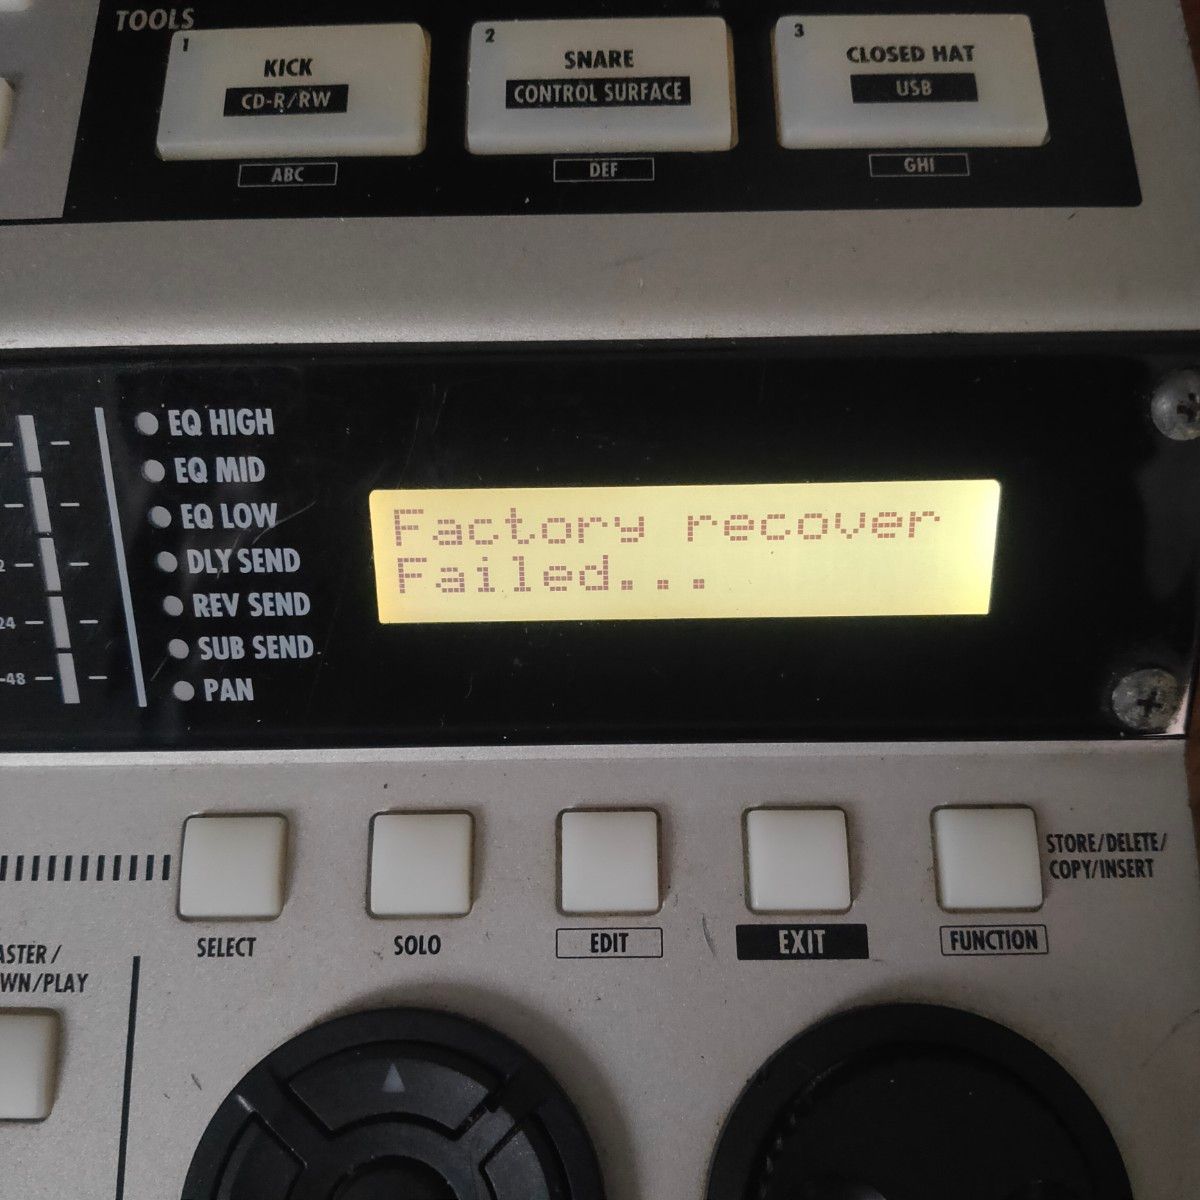 TOOLS
1 2 3
KICK SNARE CLOSED HAT
CD-R/RW CONTROL SURFACE USB
ABC DEF GHI
EQ HIGH
EQ MID
EQ LOW
DLY SEND
24 REV SEND
-48 SUB SEND
PAN
Factory recover
Failed...
STORE/DELETE/
COPY/INSERT
SELECT SOLO EDIT EXIT FUNCTION
ASTER/
WN/PLAY